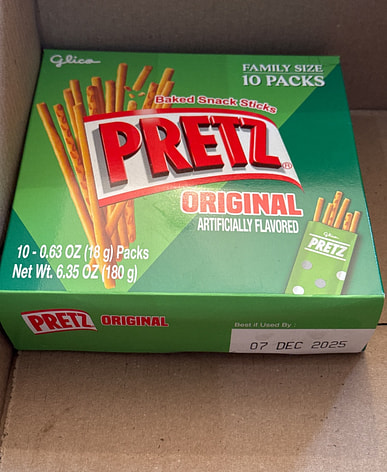 Glico
FAMILY SIZE
10 PACKS
Baked Snack Sticks
PRETZ®
ORIGINAL
ARTIFICIALLY FLAVORED
Glico
PRETZ
10 - 0.63 OZ (18 g) Packs
Net Wt. 6.35 OZ (180 g)
PRETZ ORIGINAL
Best if Used By :
07 DEC 2025